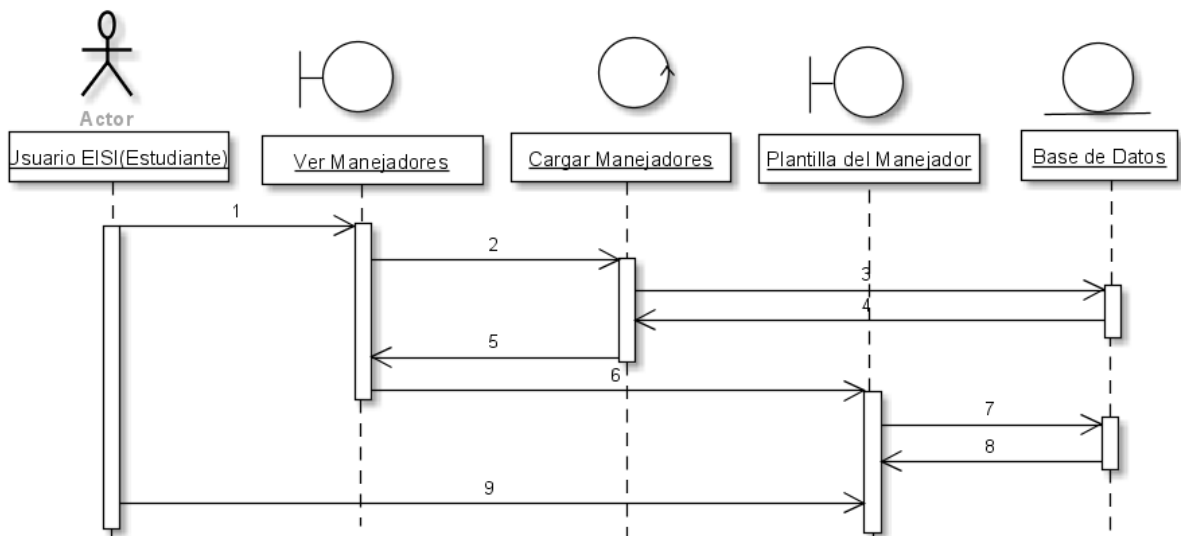 Actor
Usuario EISI(Estudiante)
Ver Manejadores
Cargar Manejadores
Plantilla del Manejador
Base de Datos
1
2
3
4
5
6
7
8
9